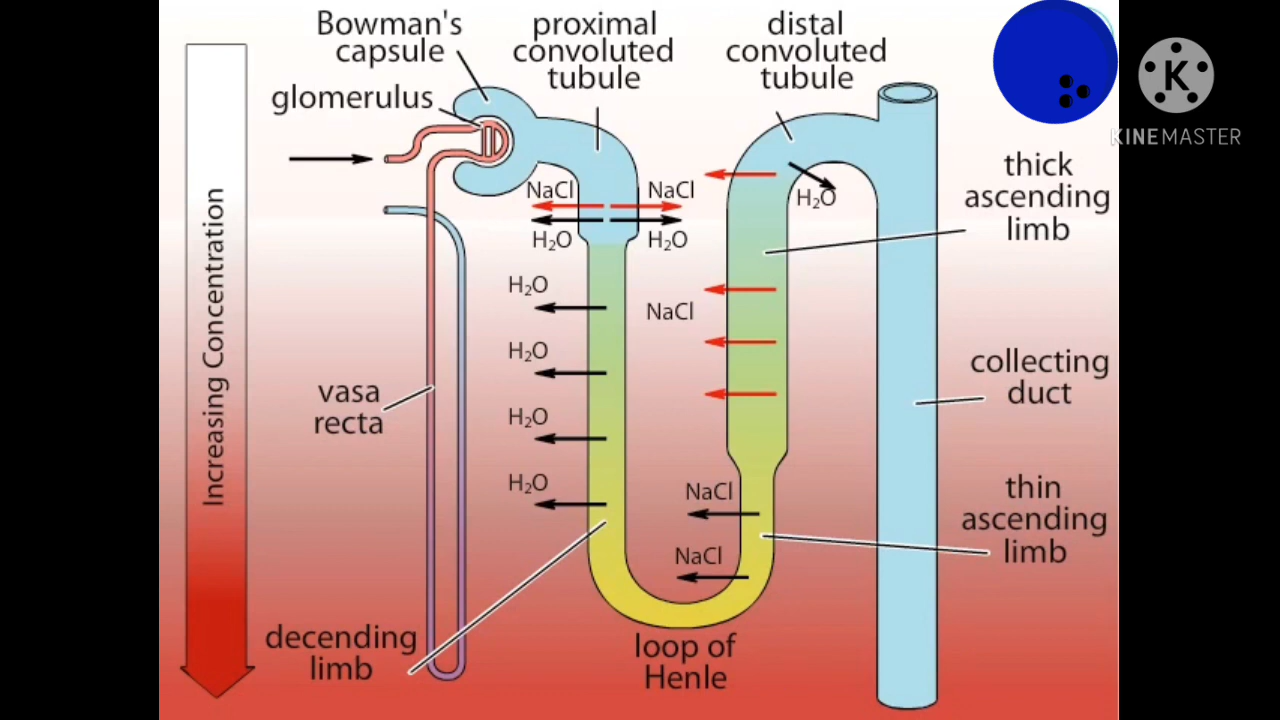 Bowman's
capsule
proximal
convoluted
tubule
distal
convoluted
tubule
glomerulus
K
KINEMASTER
thick
ascending
limb
NaCl
NaCl
H₂O
H₂O
H₂O
H₂O
NaCl
H₂O
H₂O
H₂O
Increasing Concentration
vasa
recta
collecting
duct
NaCl
NaCl
thin
ascending
limb
decending
limb
loop of
Henle